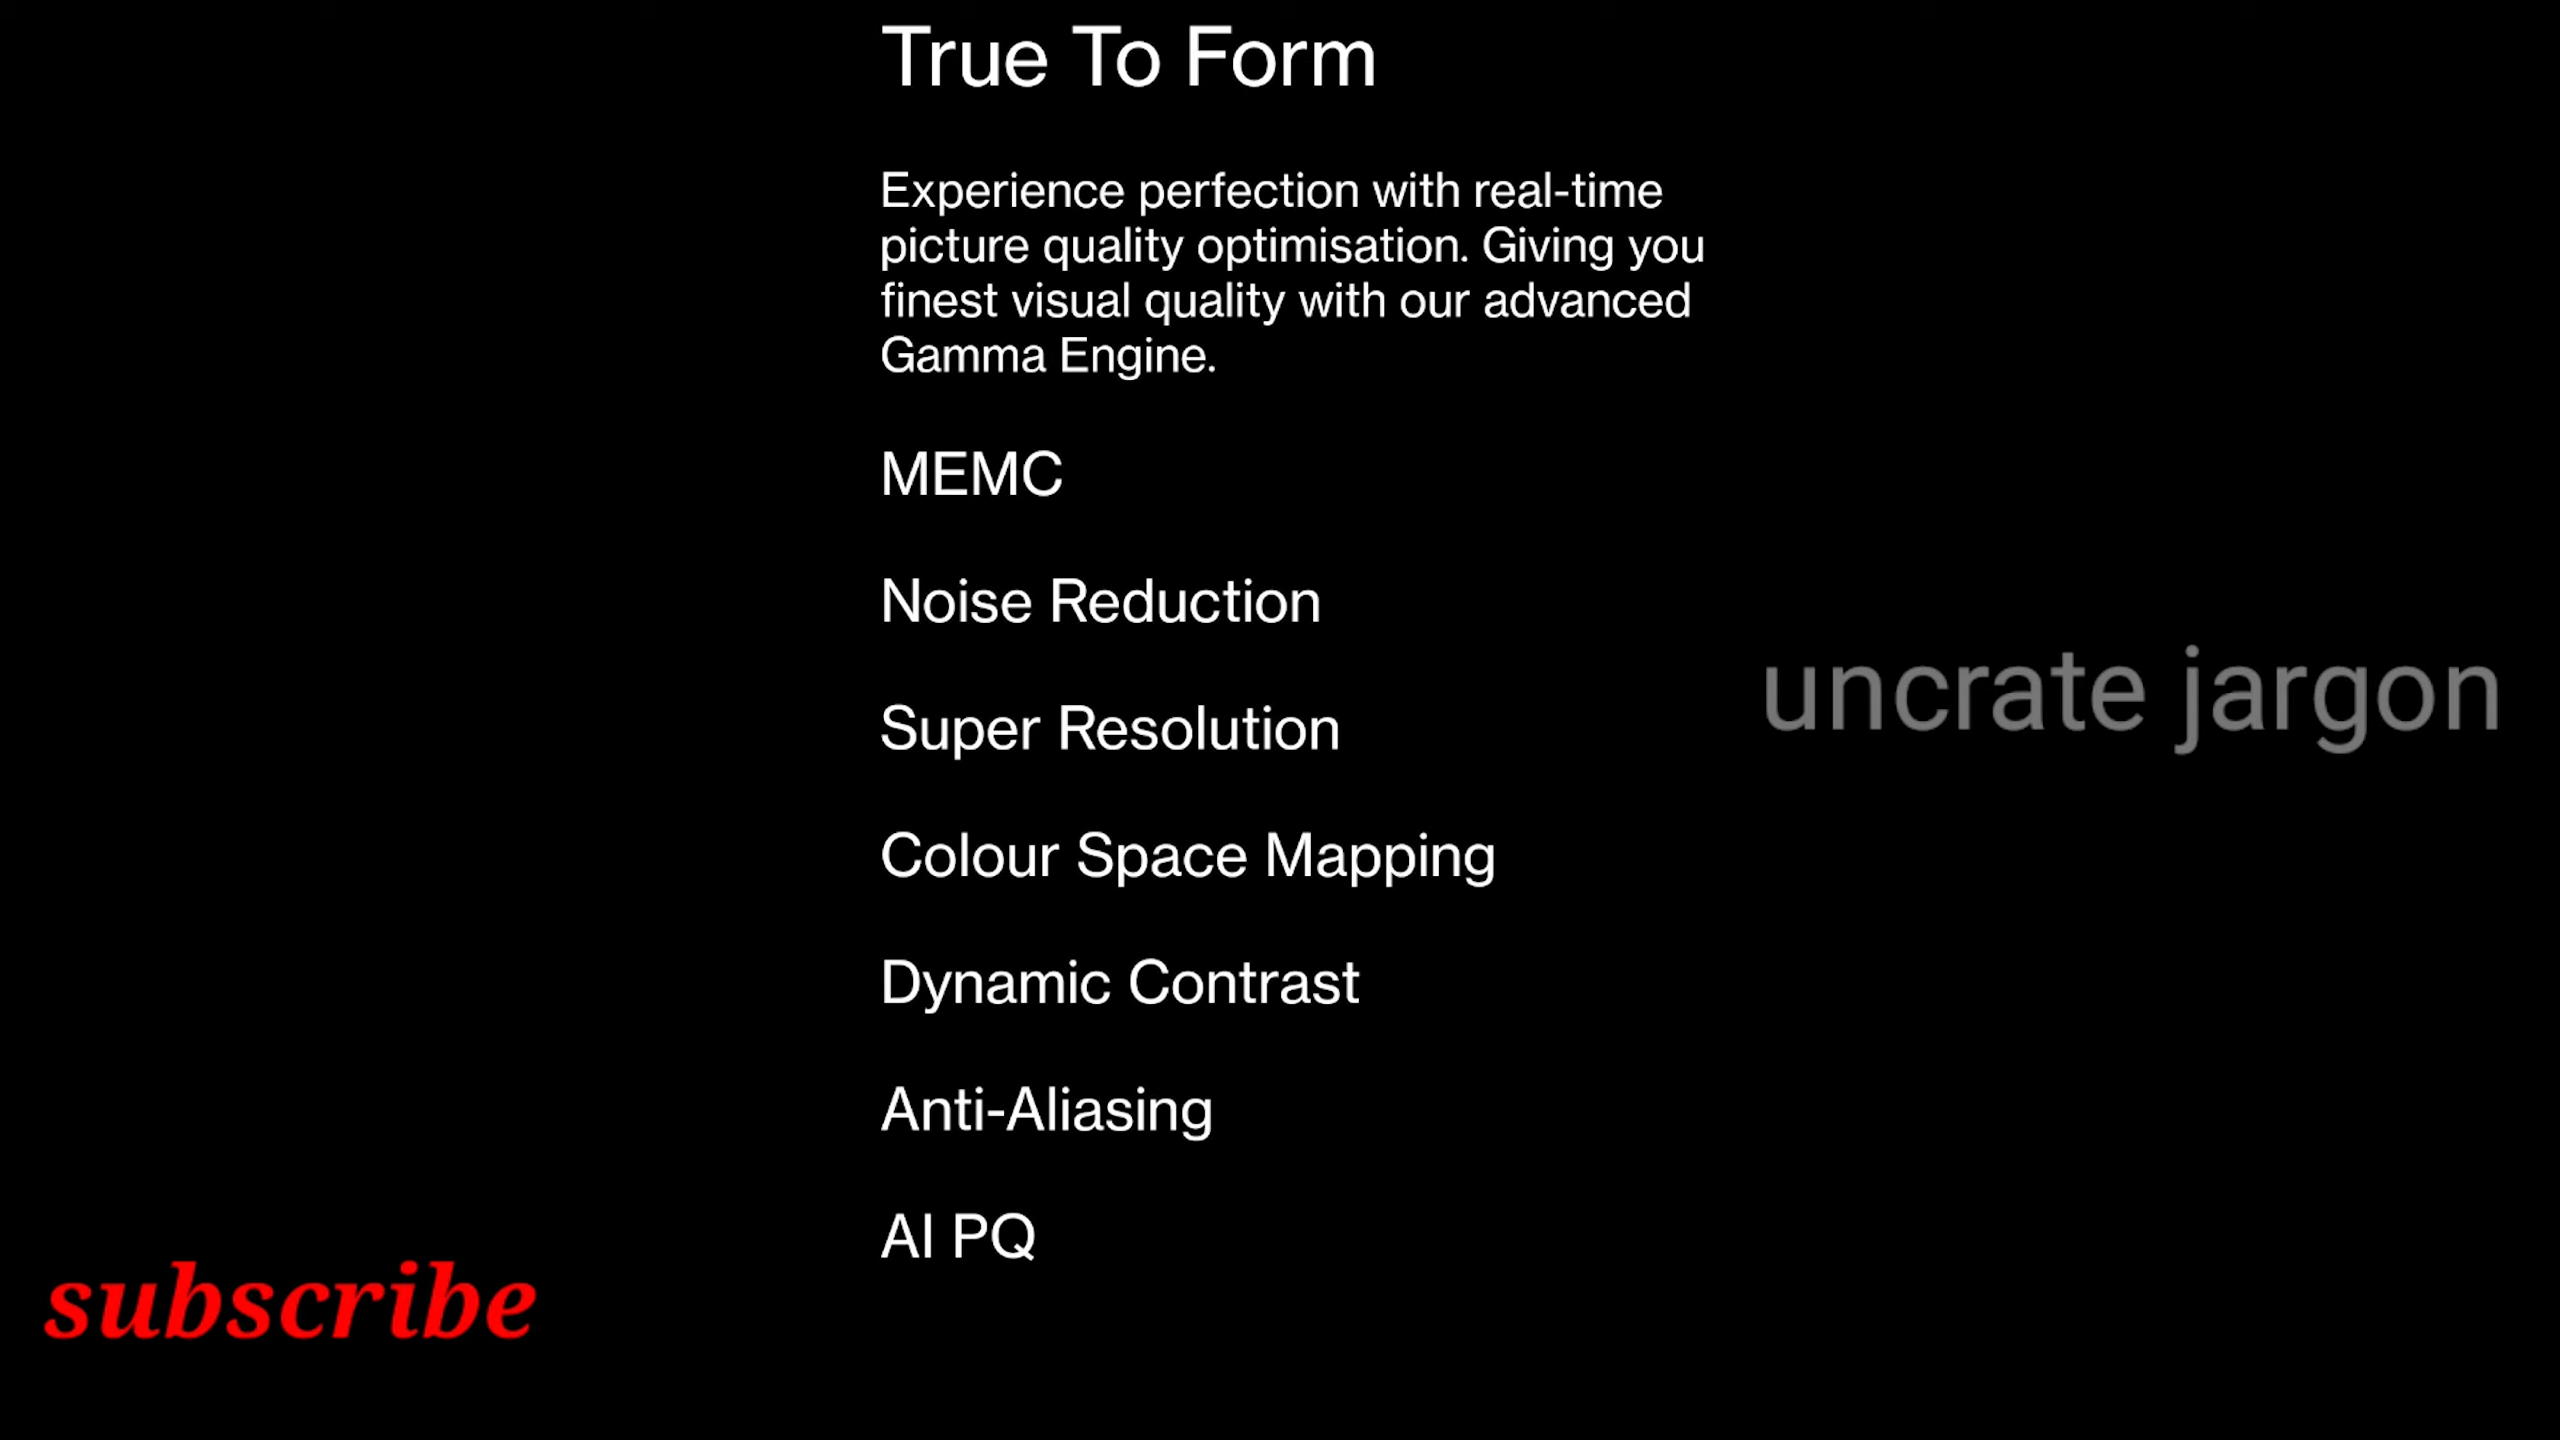 True To Form
Experience perfection with real-time
picture quality optimisation. Giving you
finest visual quality with our advanced
Gamma Engine.
MEMC
Noise Reduction
Super Resolution
uncrate jargon
Colour Space Mapping
Dynamic Contrast
Anti-Aliasing
AI PQ
subscribe